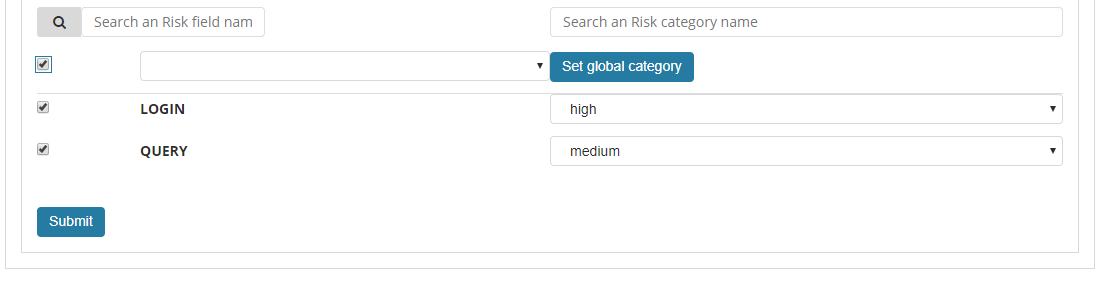 Search an Risk field nam
Search an Risk category name
Set global category
LOGIN
high
QUERY
medium
Submit